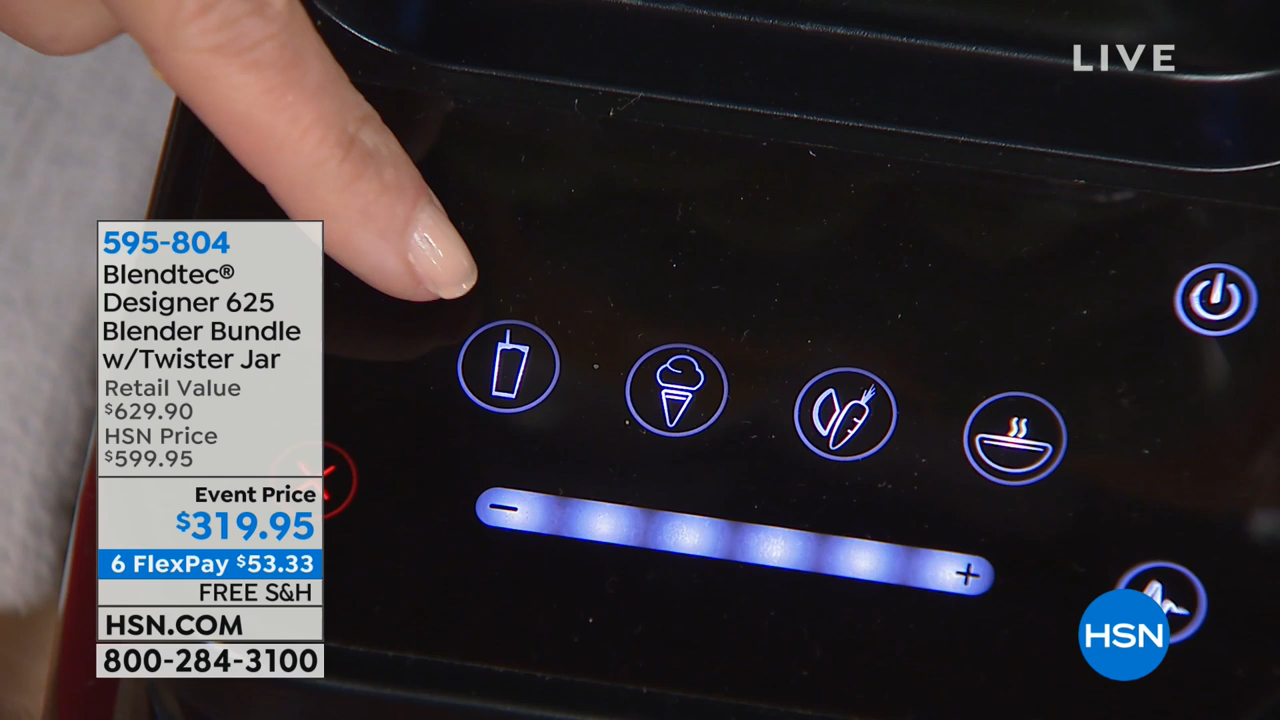 LIVE
595-804
Blendtec®
Designer 625
Blender Bundle
w/Twister Jar
Retail Value
$629.90
HSN Price
$599.95
Event Price
$319.95
6 FlexPay $53.33
FREE S&H
HSN.COM
800-284-3100
- +
HSN